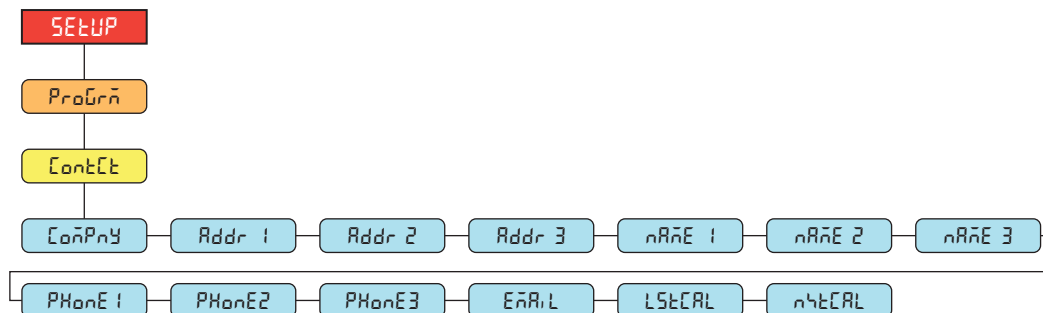 SEtUP
ProGrm
ContCt
ComPny Addr 1 Addr 2 Addr 3 nAmE 1 nAmE 2 nAmE 3
PHonE1 PHonE2 PHonE3 EmAiL LStCAL nxtCAL